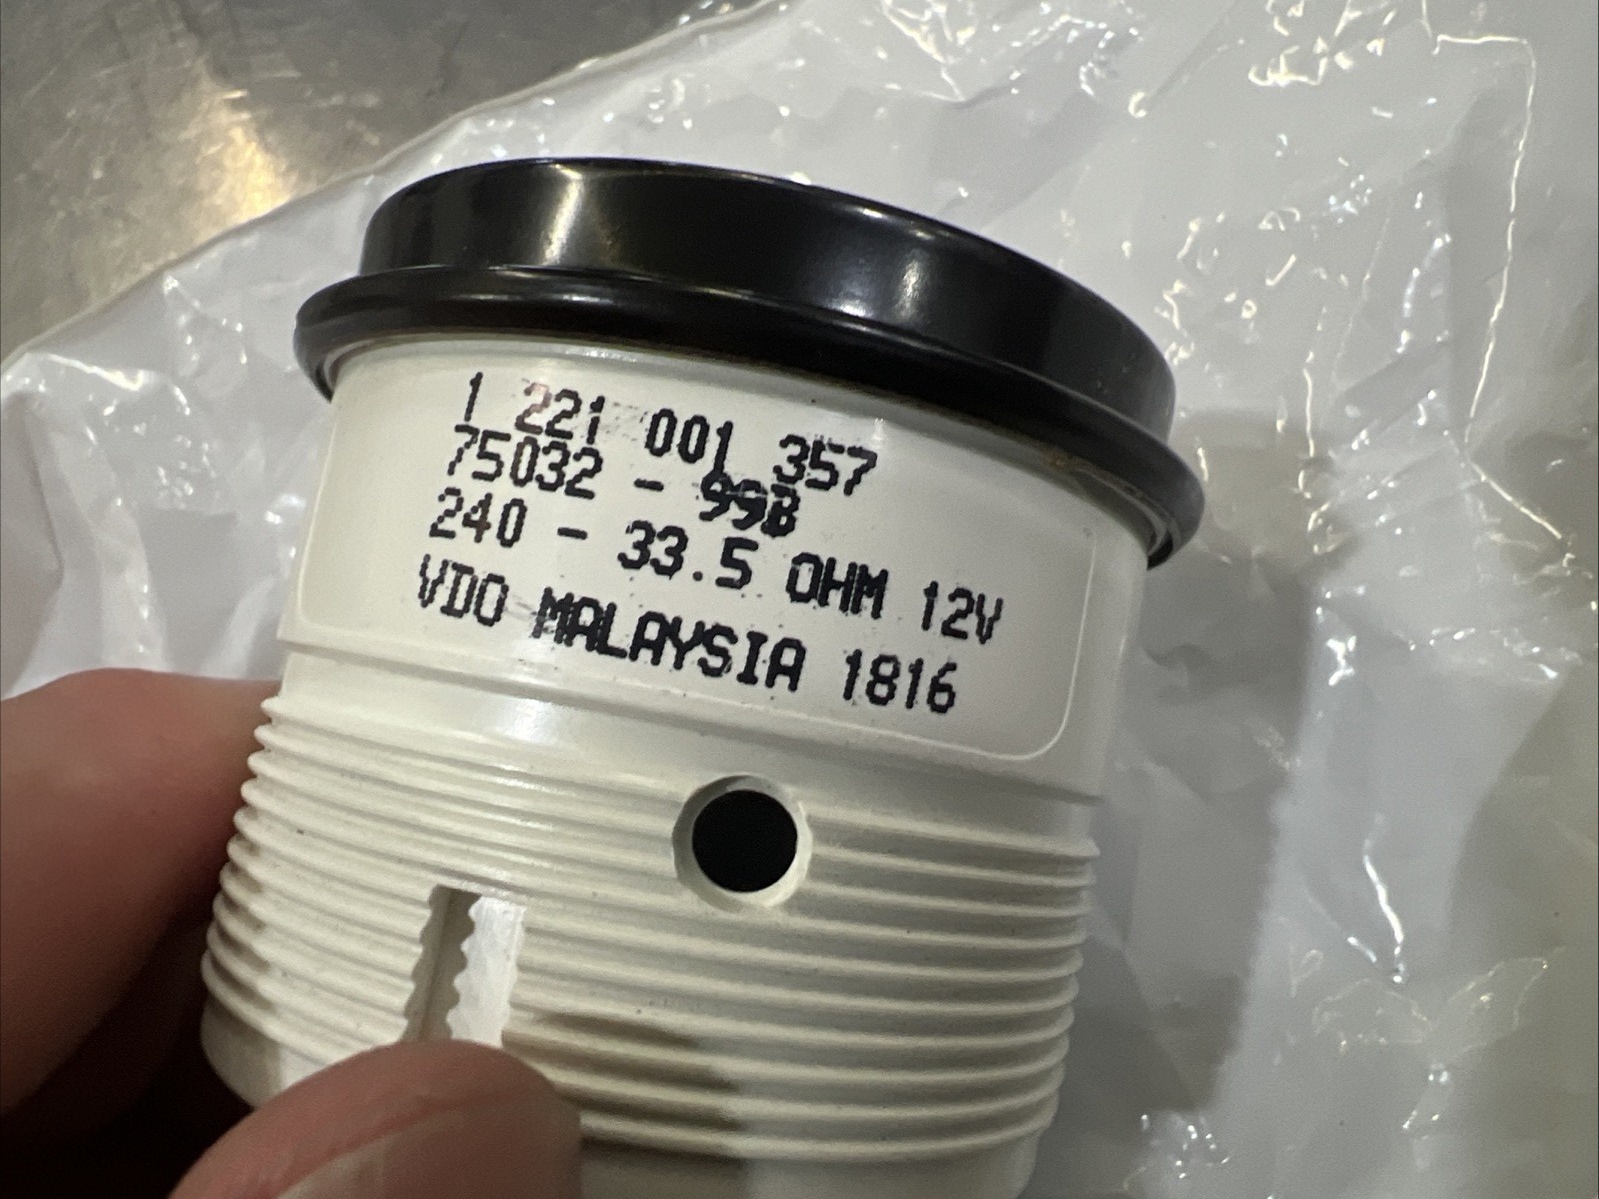 1 221 001 357
75032 - 99B
240 - 33.5 OHM 12V
VDO MALAYSIA 1816